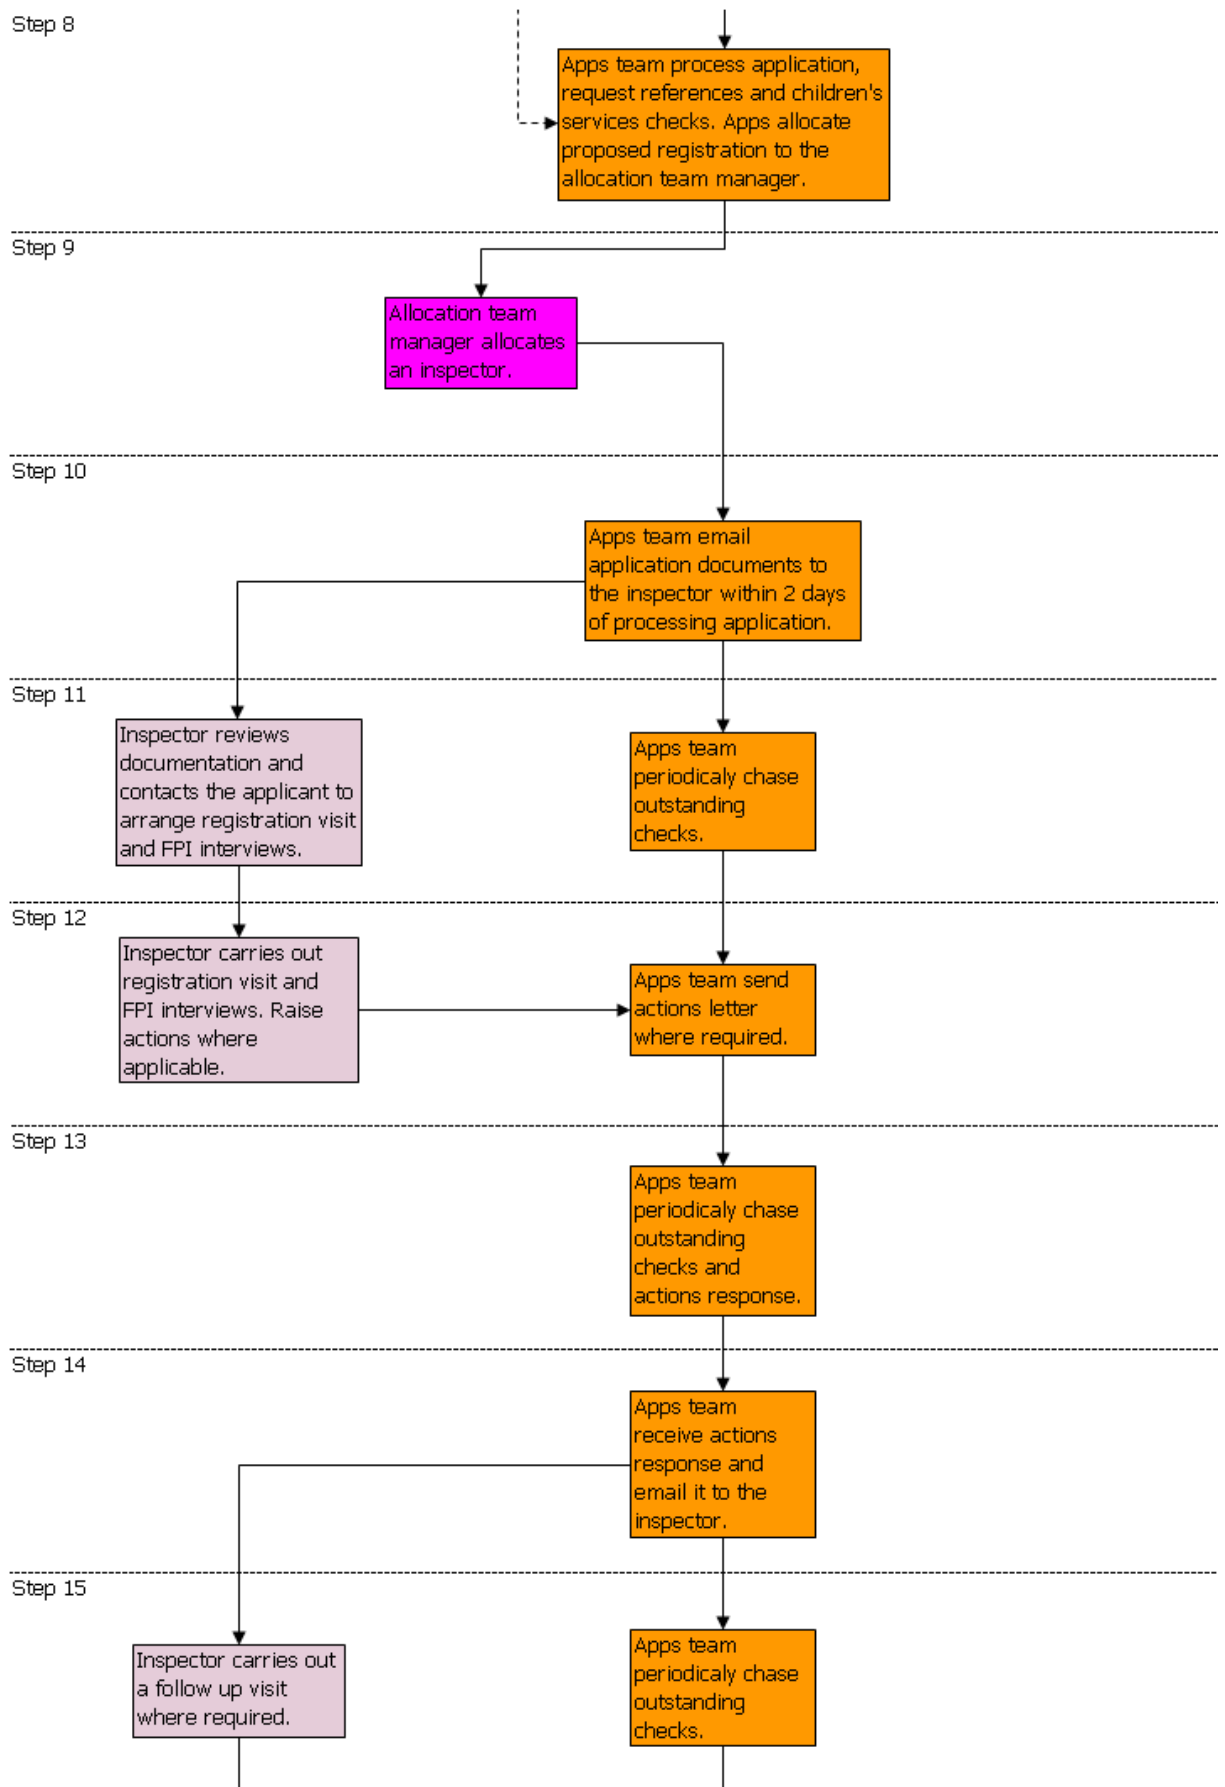 Step 8
Apps team process application,
request references and children's
services checks. Apps allocate
proposed registration to the
allocation team manager.
Step 9
Allocation team
manager allocates
an inspector.
Step 10
Apps team email
application documents to
the inspector within 2 days
of processing application.
Step 11
Inspector reviews
documentation and
contacts the applicant to
arrange registration visit
and FPI interviews.
Apps team
periodicaly chase
outstanding
checks.
Step 12
Inspector carries out
registration visit and
FPI interviews. Raise
actions where
applicable.
Apps team send
actions letter
where required.
Step 13
Apps team
periodicaly chase
outstanding
checks and
actions response.
Step 14
Apps team
receive actions
response and
email it to the
inspector.
Step 15
Inspector carries out
a follow up visit
where required.
Apps team
periodicaly chase
outstanding
checks.